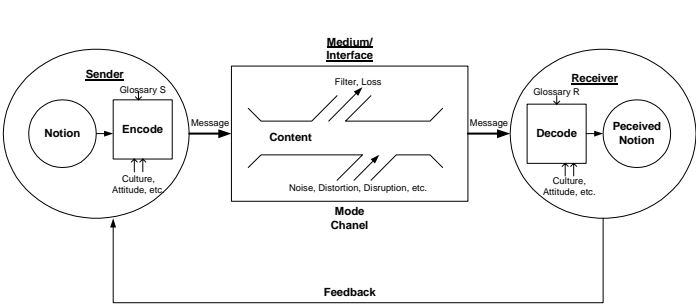 Medium/
Interface
Sender
Filter, Loss
Receiver
Glossary S
Glossary R
Message
Message
Notion
Encode
Content
Decode
Peceived
Notion
Culture,
Attitude, etc.
Noise, Distortion, Disruption, etc.
Culture,
Attitude, etc.
Mode
Chanel
Feedback